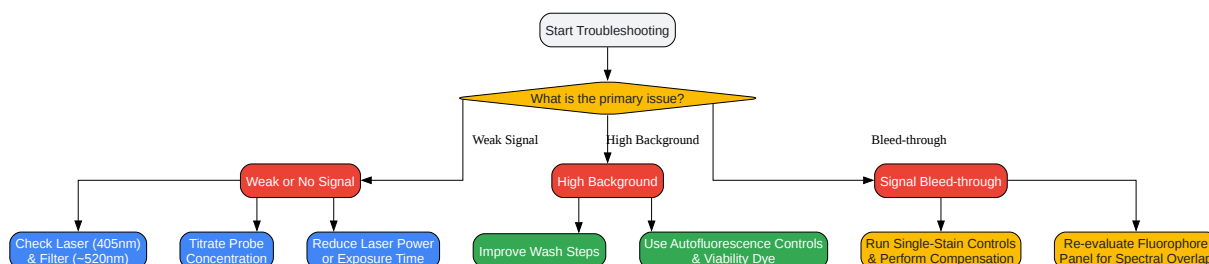 Start Troubleshooting
What is the primary issue?
Weak Signal
High Background
Bleed-through
Weak or No Signal
High Background
Signal Bleed-through
Check Laser (405nm)
& Filter (~520nm)
Titrate Probe
Concentration
Reduce Laser Power
or Exposure Time
Improve Wash Steps
Use Autofluorescence Controls
& Viability Dye
Run Single-Stain Controls
& Perform Compensation
Re-evaluate Fluorophore
Panel for Spectral Overlap